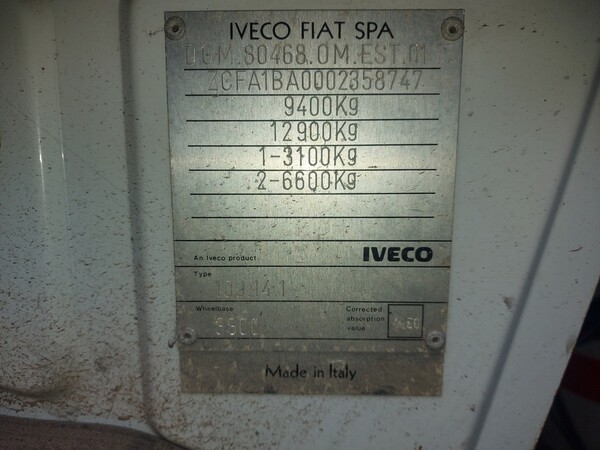 IVECO FIAT SPA
DGM.80468.OM.EST.01
ZCFA1BA0002358747
9400Kg
12900Kg
1-3100Kg
2-6600Kg
An Iveco product IVECO
Type
Wheelbase
Corrected absorption value
Made in Italy